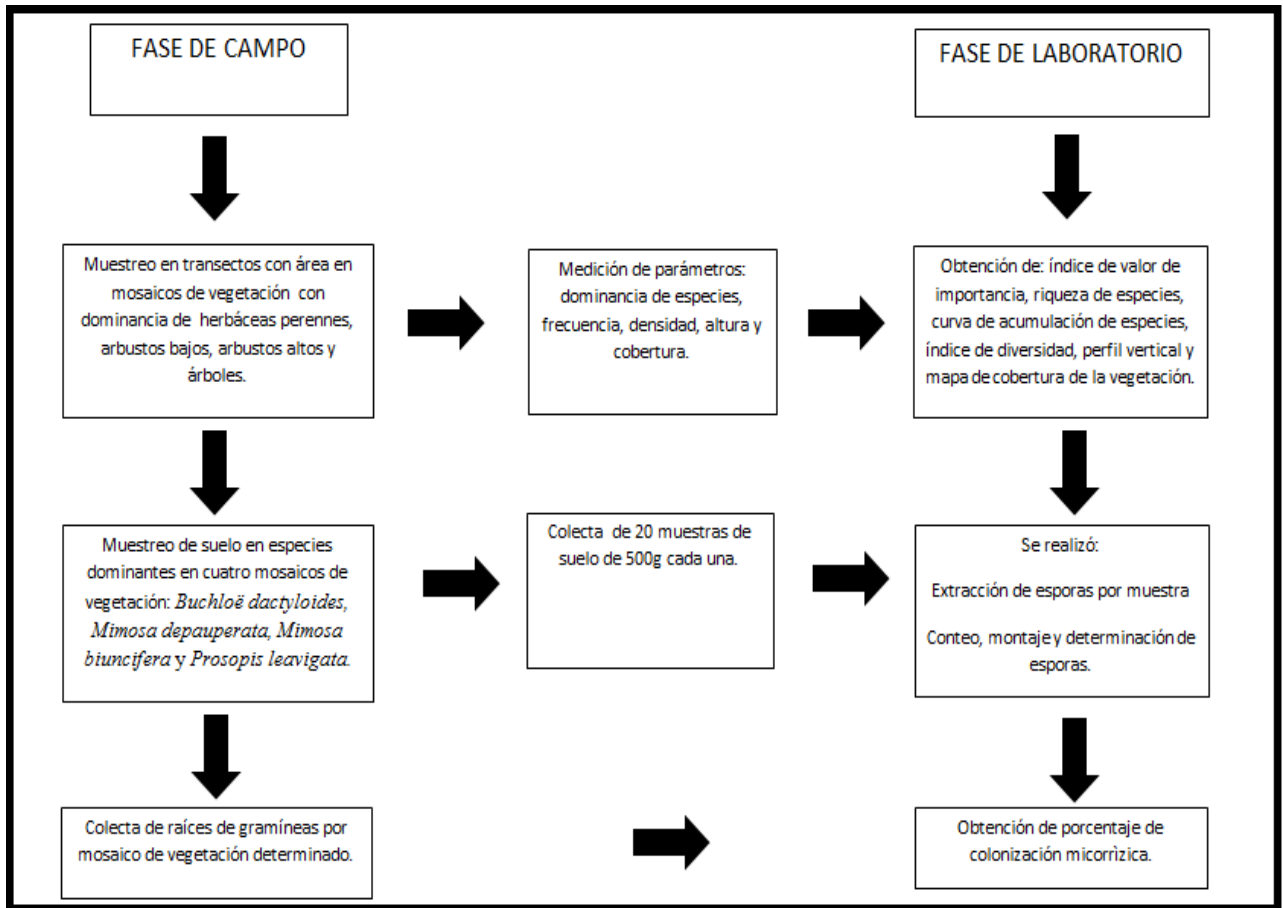 FASE DE CAMPO
FASE DE LABORATORIO
Muestreo en transectos con área en
mosaicos de vegetación con
dominancia de herbáceas perennes,
arbustos bajos, arbustos altos y
árboles.
Medición de parámetros:
dominancia de especies,
frecuencia, densidad, altura y
cobertura.
Obtención de: índice de valor de
importancia, riqueza de especies,
curva de acumulación de especies,
índice de diversidad, perfil vertical y
mapa de cobertura de la vegetación.
Muestreo de suelo en especies
dominantes en cuatro mosaicos de
vegetación: Buchloë dactyloides,
Mimosa depauperata, Mimosa
biuncifera y Prosopis leavigata.
Colecta de 20 muestras de
suelo de 500g cada una.
Se realizó:
Extracción de esporas por muestra
Conteo, montaje y determinación de
esporas.
Colecta de raíces de gramíneas por
mosaico de vegetación determinado.
Obtención de porcentaje de
colonización micorrìzica.